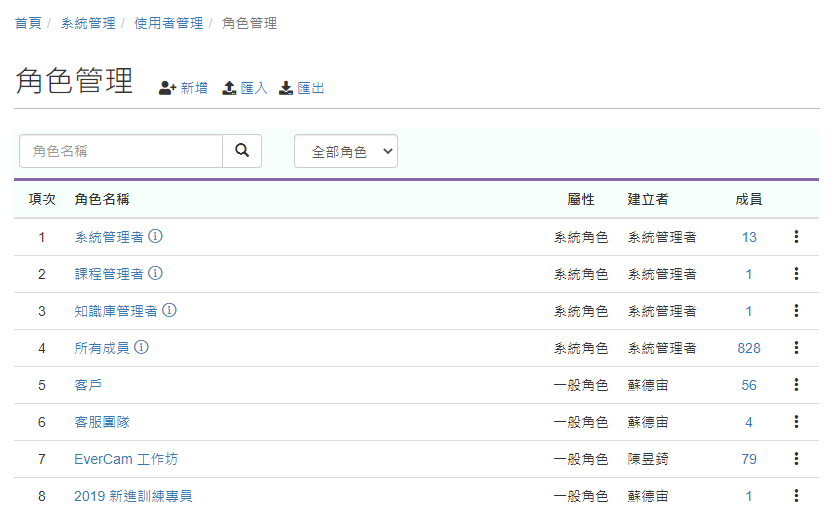 首頁 / 系統管理 / 使用者管理 / 角色管理
角色管理 新增 匯入 匯出
角色名稱 全部角色
項次 角色名稱 屬性 建立者 成員
1 系統管理者 系統角色 系統管理者 13
2 課程管理者 系統角色 系統管理者 1
3 知識庫管理者 系統角色 系統管理者 1
4 所有成員 系統角色 系統管理者 828
5 客戶 一般角色 蘇德宙 56
6 客服團隊 一般角色 蘇德宙 4
7 EverCam 工作坊 一般角色 陳昱錡 79
8 2019 新進訓練專員 一般角色 蘇德宙 1